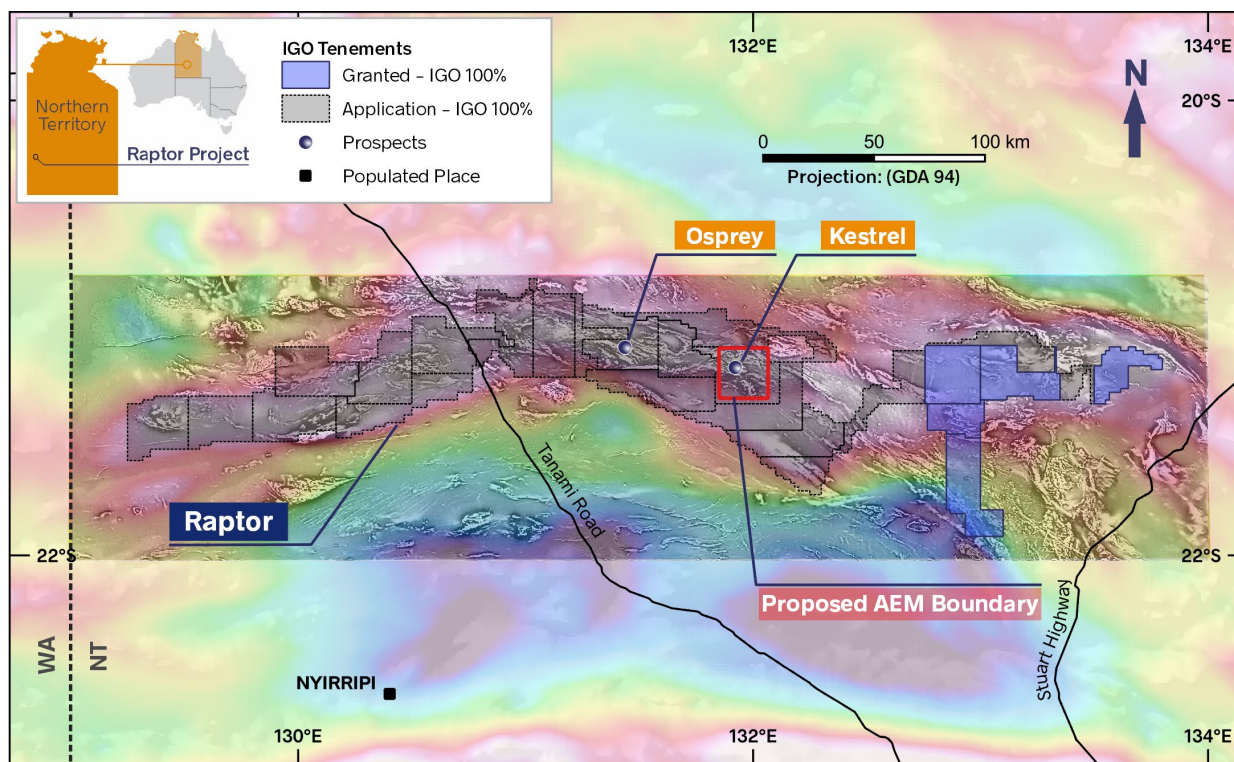 Northern
Territory
Raptor Project
IGO Tenements
Granted – IGO 100%
Application – IGO 100%
Prospects
Populated Place
132°E
134°E
N
20°S
0 50 100 km
Projection: (GDA 94)
Osprey
Kestrel
Raptor
Tanami Road
22°S
22°S
Proposed AEM Boundary
Stuart Highway
WA
NT
NYIRRIPI
130°E
132°E
134°E